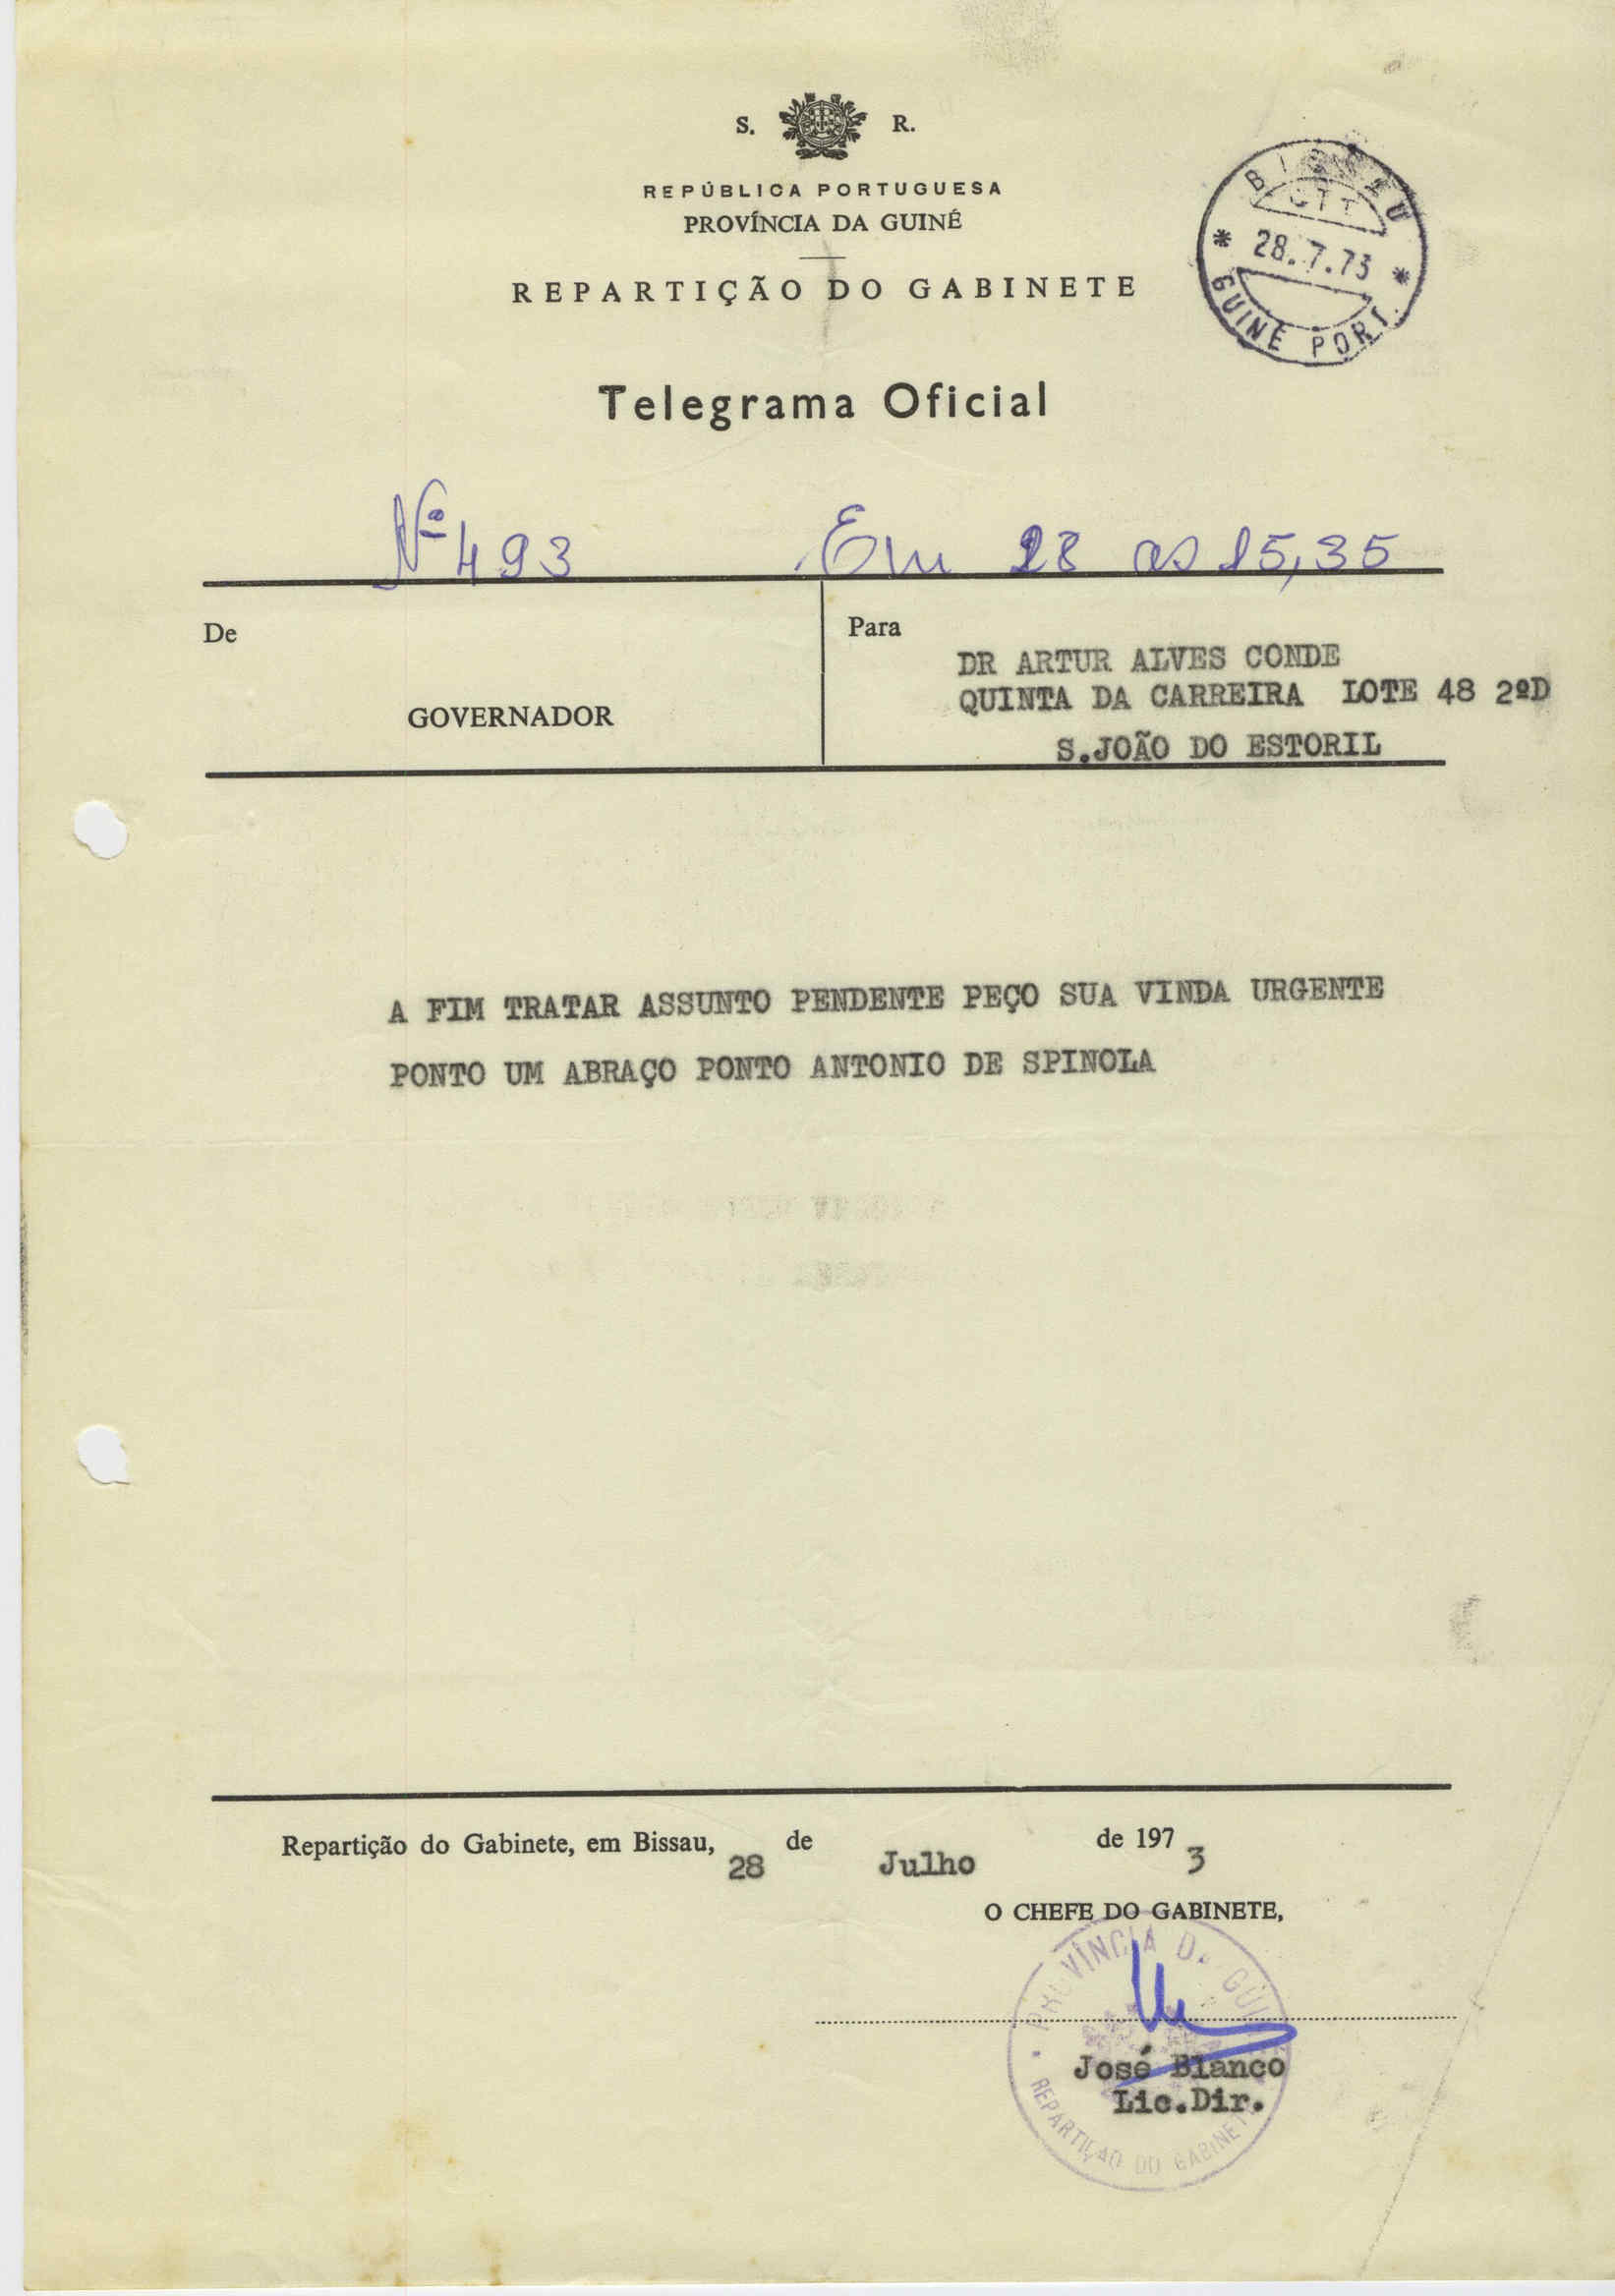 S. R.
REPÚBLICA PORTUGUESA
PROVÍNCIA DA GUINÉ
REPARTIÇÃO DO GABINETE
BISSAU
CTT
28.7.73
GUINÉ PORT.
Telegrama Oficial
Nº 493 Em 28 as 15,35
De
GOVERNADOR
Para
DR ARTUR ALVES CONDE
QUINTA DA CARREIRA LOTE 48 2ºD
S.JOÃO DO ESTORIL
A FIM TRATAR ASSUNTO PENDENTE PEÇO SUA VINDA URGENTE
PONTO UM ABRAÇO PONTO ANTONIO DE SPINOLA
Repartição do Gabinete, em Bissau, 28 de Julho de 1973
O CHEFE DO GABINETE,
PROVÍNCIA DA GUINÉ
José Blanco
Lic.Dir.
REPARTIÇÃO DO GABINETE